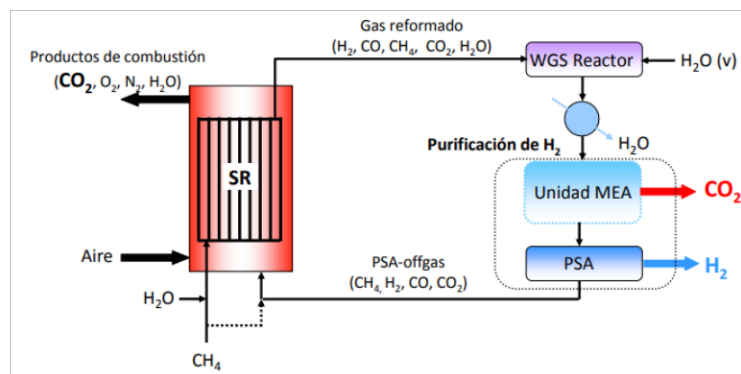 Gas reformado
(H₂, CO, CH₄, CO₂, H₂O)
Productos de combustión
(CO₂, O₂, N₂, H₂O)
WGS Reactor
H₂O (v)
H₂O
Purificación de H₂
SR
Unidad MEA
CO₂
Aire
PSA
H₂
PSA-offgas
(CH₄, H₂, CO, CO₂)
H₂O
CH₄